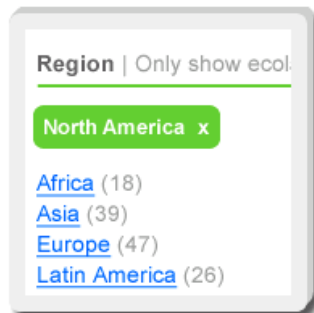 Region | Only show ecol
North America x
Africa (18)
Asia (39)
Europe (47)
Latin America (26)